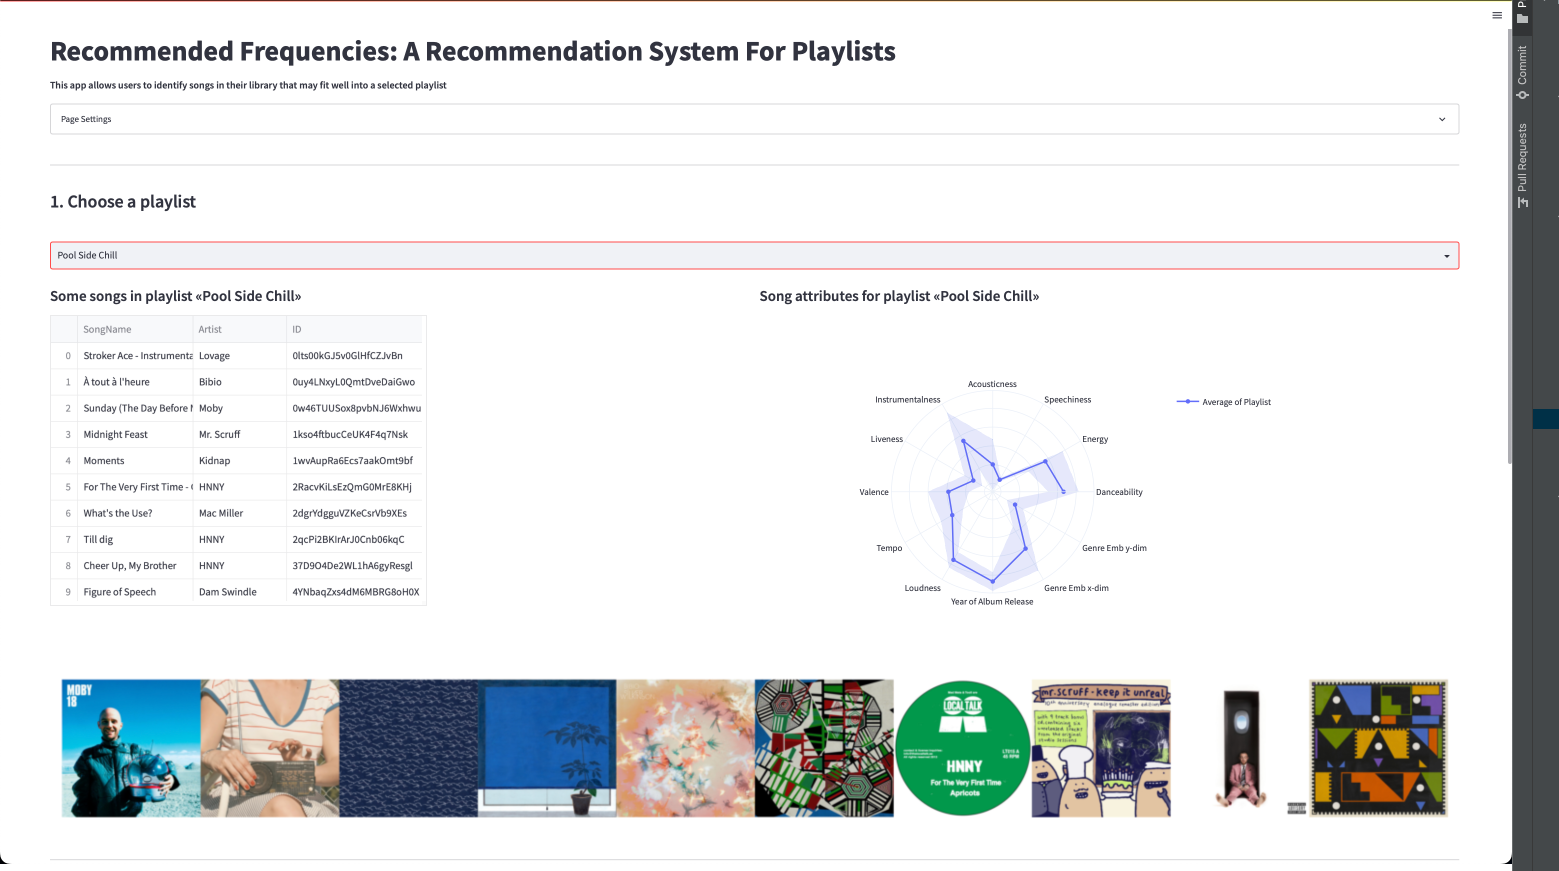 Recommended Frequencies: A Recommendation System For Playlists
This app allows users to identify songs in their library that may fit well into a selected playlist
Page Settings
1. Choose a playlist
Pool Side Chill
Some songs in playlist «Pool Side Chill»
SongName Artist ID
0 Stroker Ace - Instrumenta Lovage 0lts00kGJ5v0GlHfCZJvBn
1 À tout à l'heure Bibio 0uy4LNxyL0QmtDveDaiGwo
2 Sunday (The Day Before Moby 0w46TUUSox8pvbNJ6Wxhwu
3 Midnight Feast Mr. Scruff 1kso4ftbucCeUK4F4q7Nsk
4 Moments Kidnap 1wvAupRa6Ecs7aakOmt9bf
5 For The Very First Time - HNNY 2RacvKiLsEzQmG0MrE8KHj
6 What's the Use? Mac Miller 2dgrYdgguVZKeCsrVb9XEs
7 Till dig HNNY 2qcPi2BKIrArJ0Cnb06kqC
8 Cheer Up, My Brother HNNY 37D9O4De2WL1hA6gyResgl
9 Figure of Speech Dam Swindle 4YNbaqZxs4dM6MBRG8oH0X
Song attributes for playlist «Pool Side Chill»
Acousticness
Instrumentalness
Speechiness
Liveness
Energy
Valence
Danceability
Tempo
Genre Emb y-dim
Loudness
Genre Emb x-dim
Year of Album Release
Average of Playlist
MOBY
18
LOCAL TALK
HNNY
For The Very First Time
Apricots
mr.scruff - keep it unreal
Commit
Pull Requests